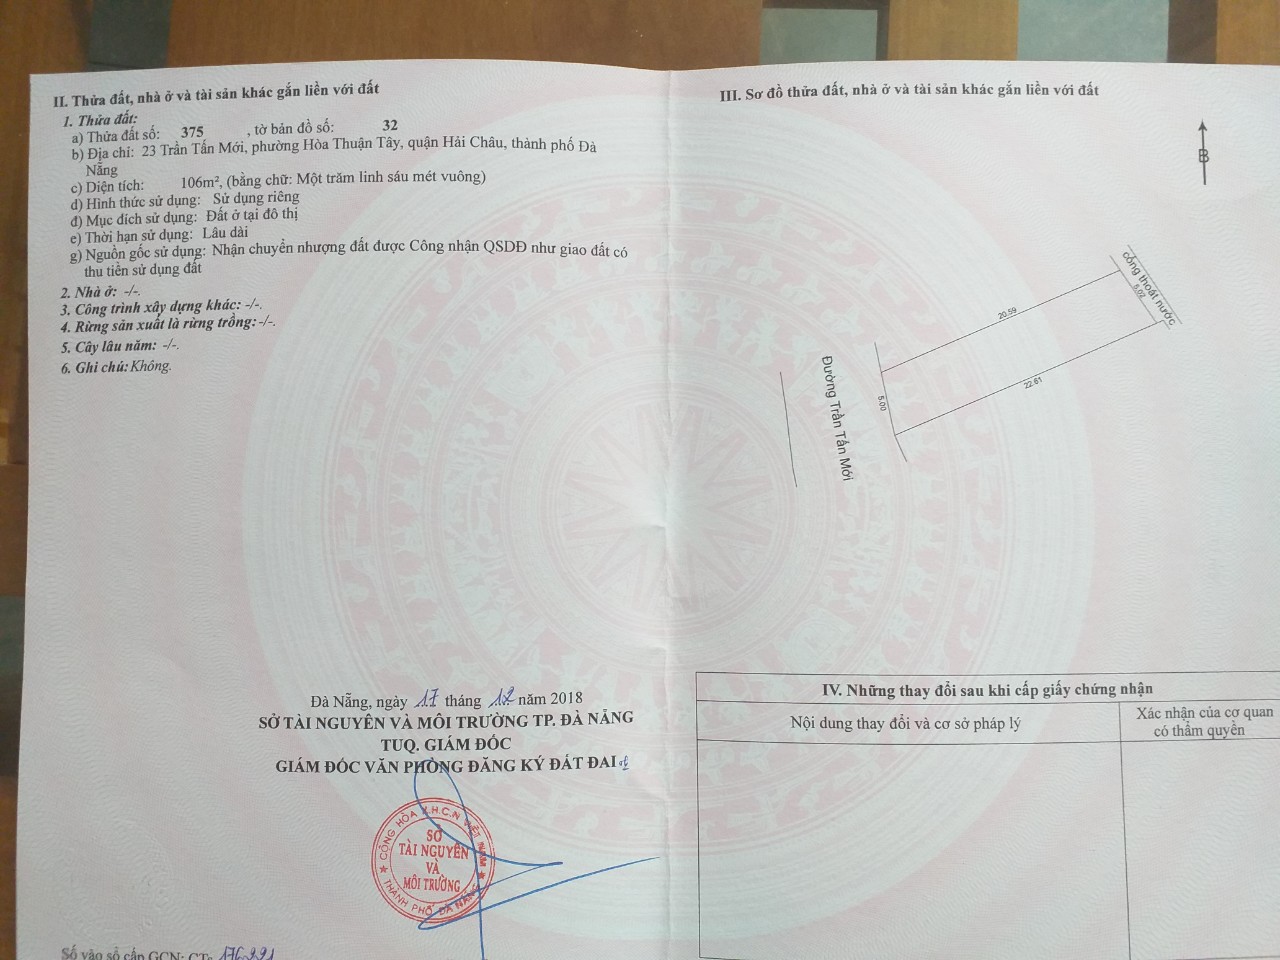 II. Thửa đất, nhà ở và tài sản khác gắn liền với đất
1. Thửa đất:
a) Thửa đất số: 375 , tờ bản đồ số: 32
b) Địa chỉ: 23 Trần Tấn Mới, phường Hòa Thuận Tây, quận Hải Châu, thành phố Đà
Nẵng
c) Diện tích: 106m², (bằng chữ: Một trăm linh sáu mét vuông)
d) Hình thức sử dụng: Sử dụng riêng
đ) Mục đích sử dụng: Đất ở tại đô thị
e) Thời hạn sử dụng: Lâu dài
g) Nguồn gốc sử dụng: Nhận chuyển nhượng đất được Công nhận QSDĐ như giao đất có
thu tiền sử dụng đất
2. Nhà ở: -/-.
3. Công trình xây dựng khác: -/-.
4. Rừng sản xuất là rừng trồng: -/-.
5. Cây lâu năm: -/-.
6. Ghi chú: Không.
Đà Nẵng, ngày 17 tháng 12 năm 2018
SỞ TÀI NGUYÊN VÀ MÔI TRƯỜNG TP. ĐÀ NẴNG
TUQ. GIÁM ĐỐC
GIÁM ĐỐC VĂN PHÒNG ĐĂNG KÝ ĐẤT ĐAI
CỘNG HÒA X.H.C.N VIỆT NAM
SỞ
TÀI NGUYÊN
VÀ
MÔI TRƯỜNG
THÀNH PHỐ ĐÀ NẴNG
Số vào sổ cấp GCN: CTs 176221
III. Sơ đồ thửa đất, nhà ở và tài sản khác gắn liền với đất
B
cống thoát nước
5.02
20.59
22.61
5.00
Đường Trần Tấn Mới
IV. Những thay đổi sau khi cấp giấy chứng nhận
Nội dung thay đổi và cơ sở pháp lý
Xác nhận của cơ quan
có thẩm quyền